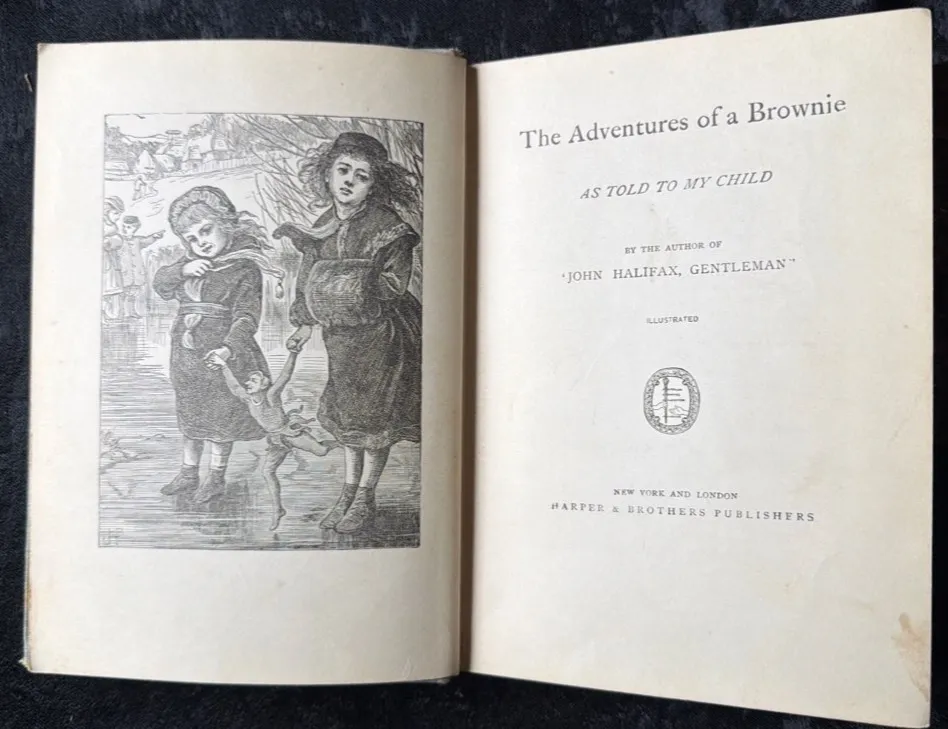 The Adventures of a Brownie
AS TOLD TO MY CHILD
BY THE AUTHOR OF
‘JOHN HALIFAX, GENTLEMAN”
ILLUSTRATED
NEW YORK AND LONDON
HARPER & BROTHERS PUBLISHERS